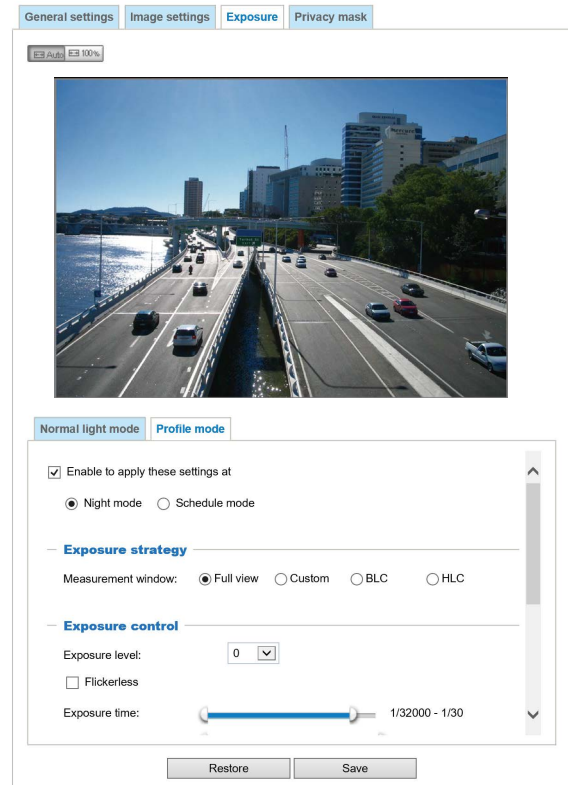 General settings Image settings Exposure Privacy mask
Auto 100%
Normal light mode Profile mode
Enable to apply these settings at
Night mode Schedule mode
Exposure strategy
Measurement window: Full view Custom BLC HLC
Exposure control
Exposure level: 0
Flickerless
Exposure time: 1/32000 - 1/30
Restore Save